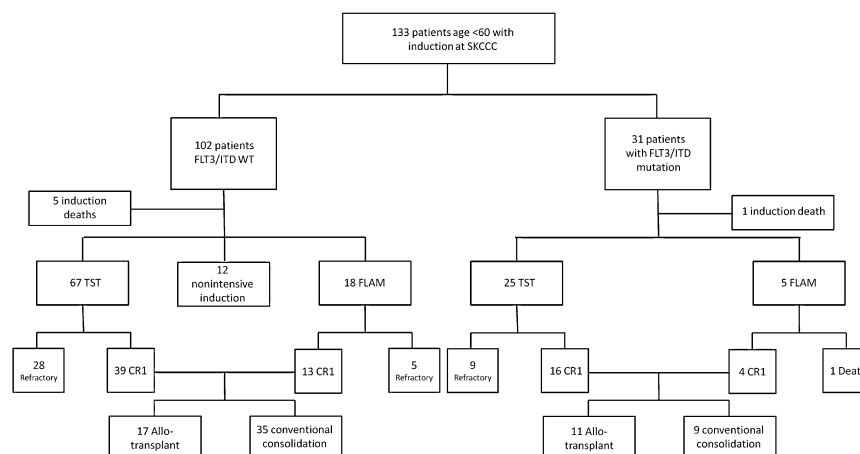 133 patients age <60 with
induction at SKCCC
102 patients
FLT3/ITD WT
31 patients
with FLT3/ITD
mutation
5 induction
deaths
1 induction death
67 TST
12
nonintensive
induction
18 FLAM
25 TST
5 FLAM
28
Refractory
39 CR1
13 CR1
5
Refractory
9
Refractory
16 CR1
4 CR1
1 Deat
17 Allo-
transplant
35 conventional
consolidation
11 Allo-
transplant
9 conventional
consolidation